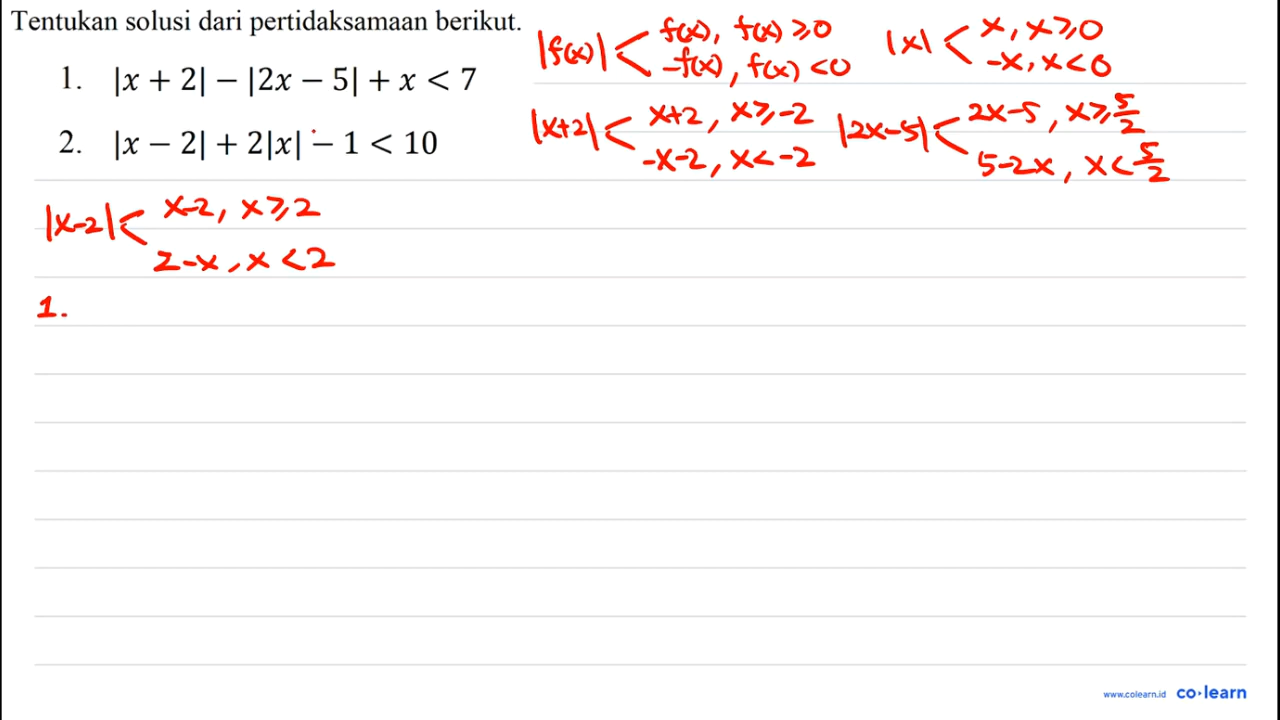 Tentukan solusi dari pertidaksamaan berikut.
1. |x + 2| − |2x − 5| + x < 7
2. |x − 2| + 2|x| − 1 < 10
|f(x)| < f(x), f(x) ≥ 0
-f(x), f(x) < 0
|x| < x, x ≥ 0
-x, x < 0
|x+2| < x+2, x ≥ -2
-x-2, x < -2
|2x-5| < 2x-5, x ≥ 5/2
5-2x, x < 5/2
|x-2| < x-2, x ≥ 2
2-x, x < 2
1.
www.colearn.id co·learn